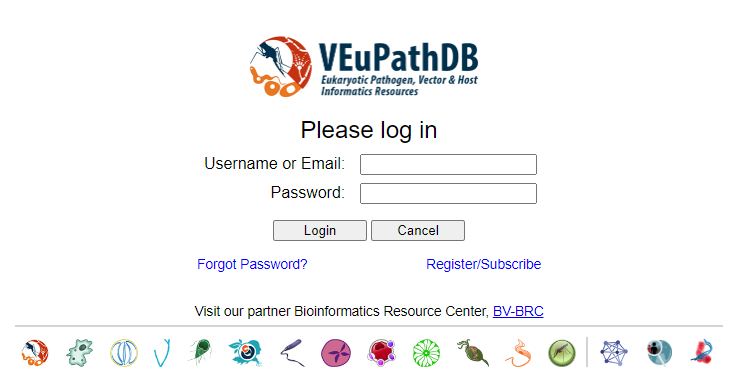 VEuPathDB
Eukaryotic Pathogen, Vector & Host
Informatics Resources
Please log in
Username or Email:
Password:
Login Cancel
Forgot Password? Register/Subscribe
Visit our partner Bioinformatics Resource Center, BV-BRC